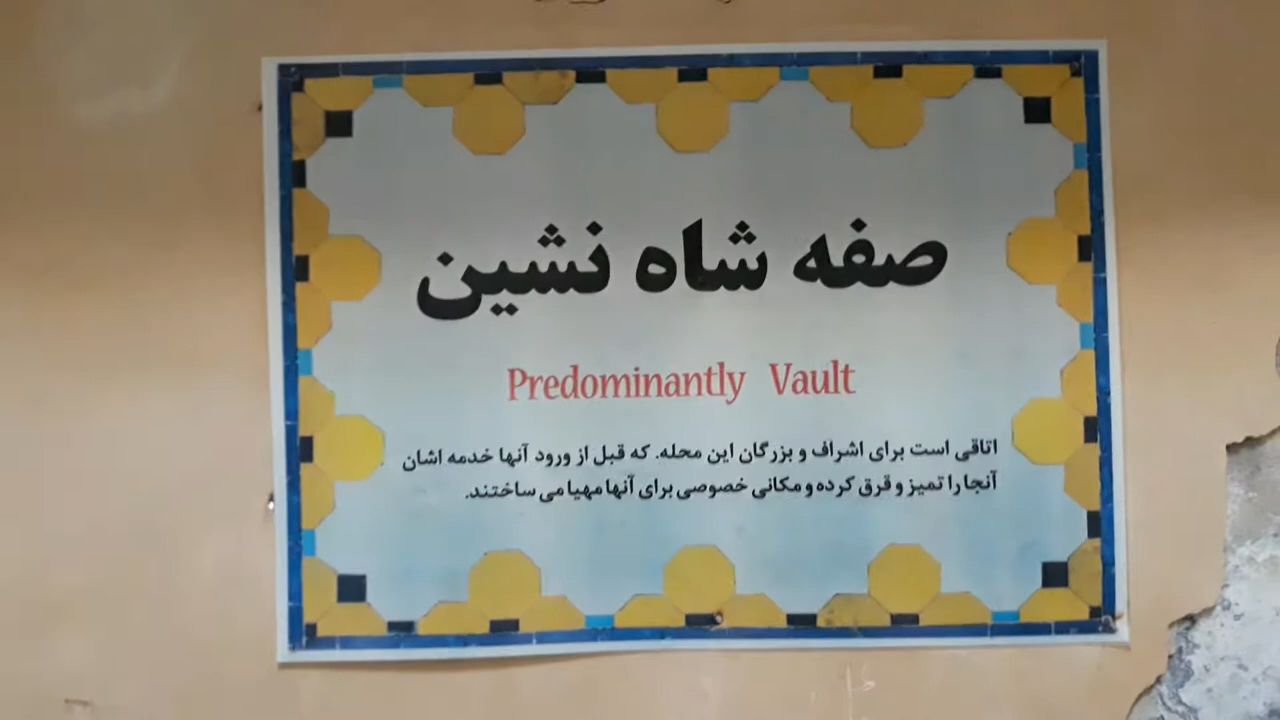 صفه شاه نشین
Predominantly Vault
اتاقی است برای اشراف و بزرگان این محله. که قبل از ورود آنها خدمه اشان
آنجا را تمیز و قرق کرده و مکانی خصوصی برای آنها مهیا می ساختند.